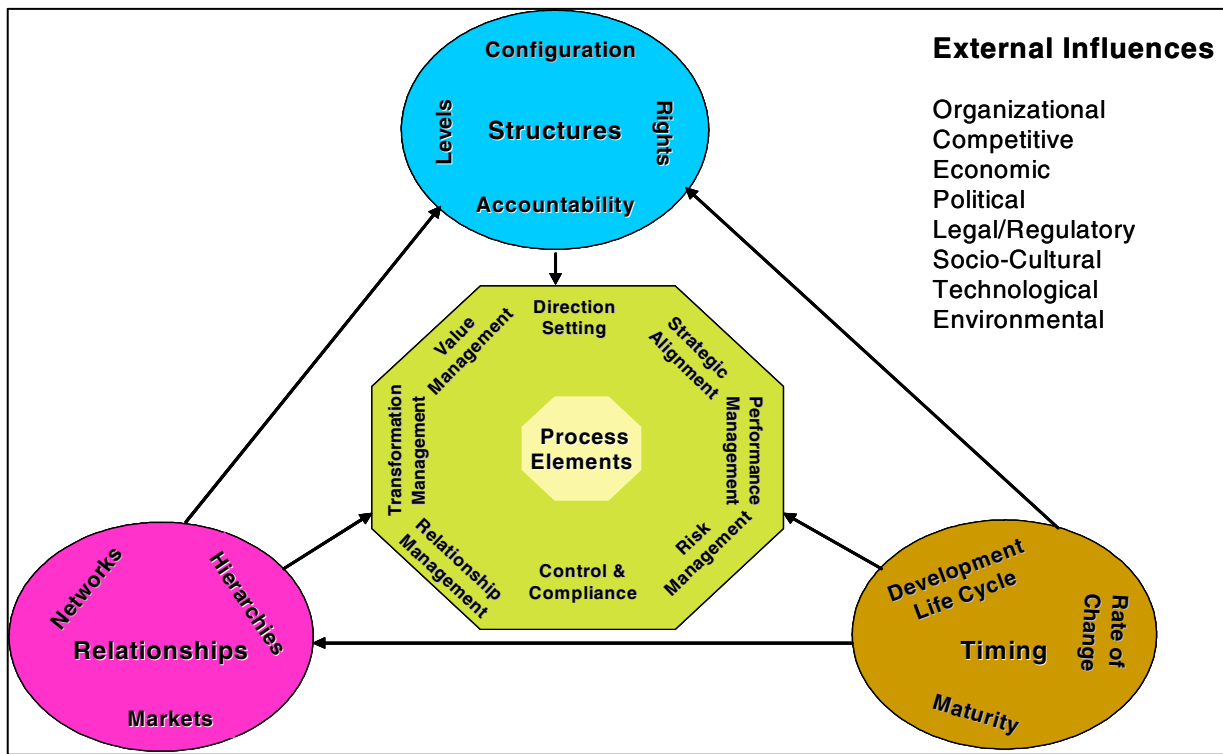 Configuration
Levels
Structures
Rights
Accountability
External Influences
Organizational
Competitive
Economic
Political
Legal/Regulatory
Socio-Cultural
Technological
Environmental
Direction
Setting
Value
Management
Strategic
Alignment
Transformation
Management
Performance
Management
Process
Elements
Relationship
Management
Control &
Compliance
Risk
Management
Networks
Hierarchies
Relationships
Markets
Development
Life Cycle
Rate of
Change
Timing
Maturity